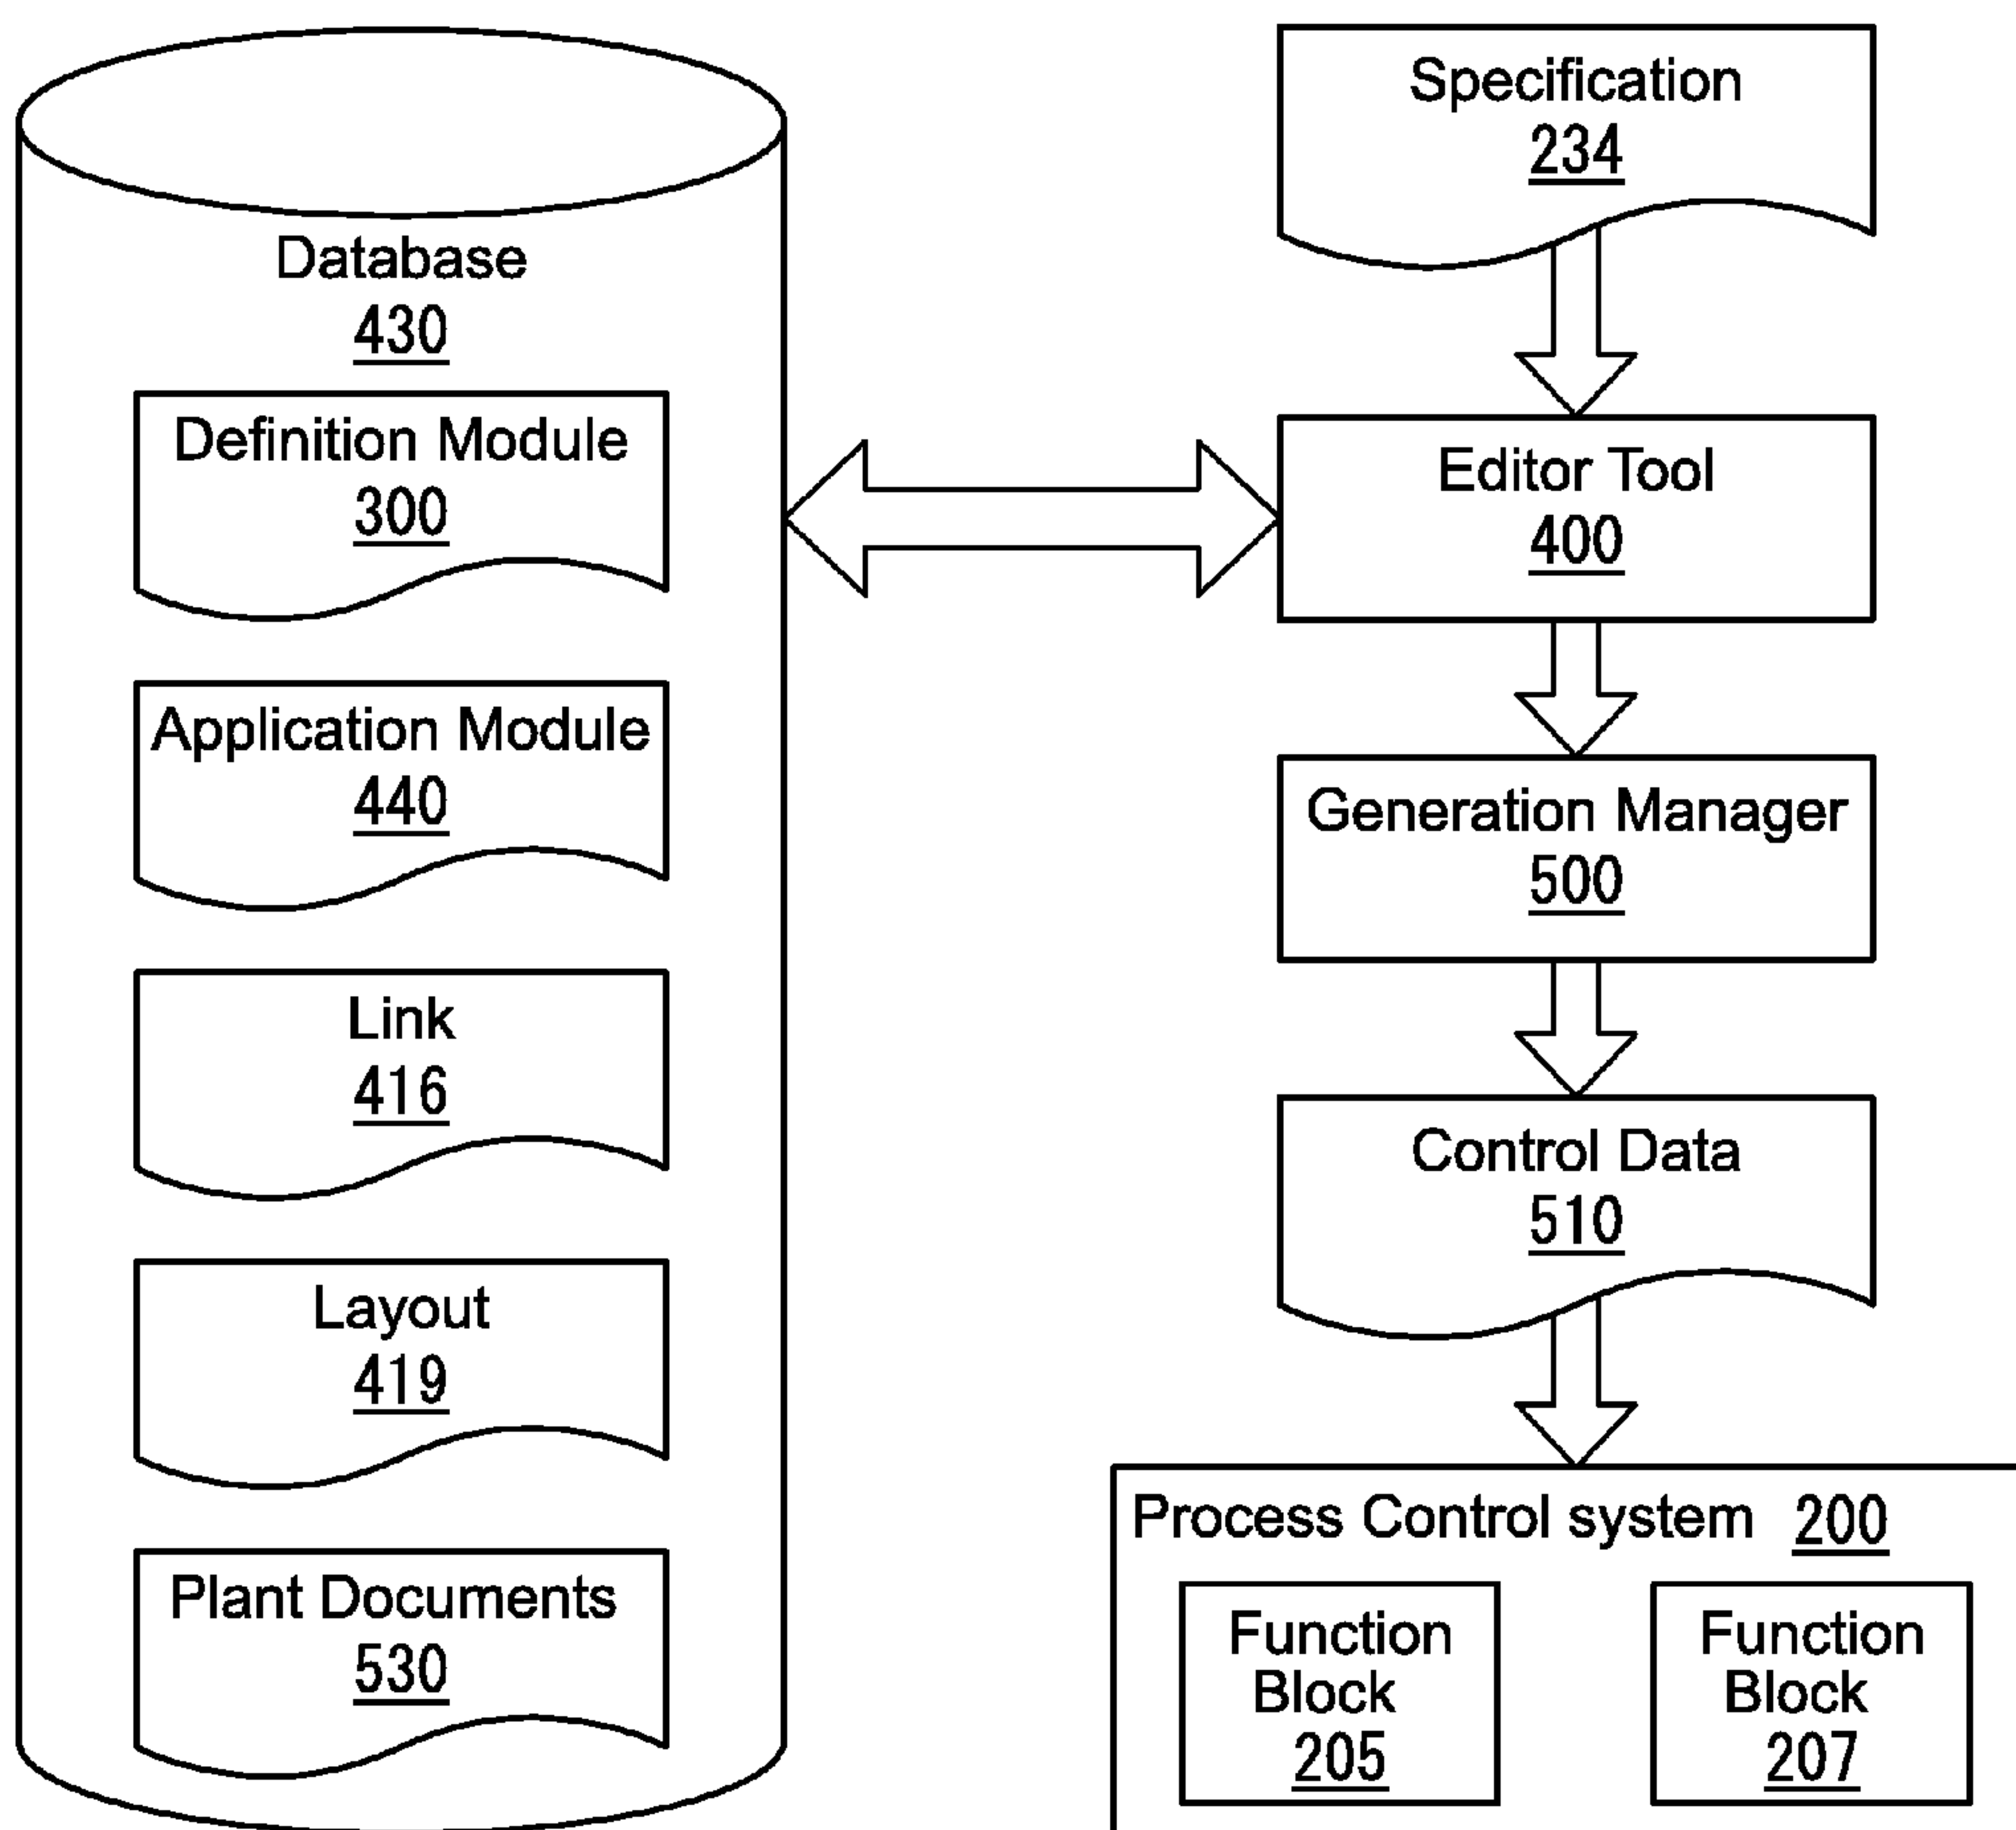 Database
430
Definition Module
300
Application Module
440
Link
416
Layout
419
Plant Documents
530
Specification
234
Editor Tool
400
Generation Manager
500
Control Data
510
Process Control system 200
Function
Block
205
Function
Block
207